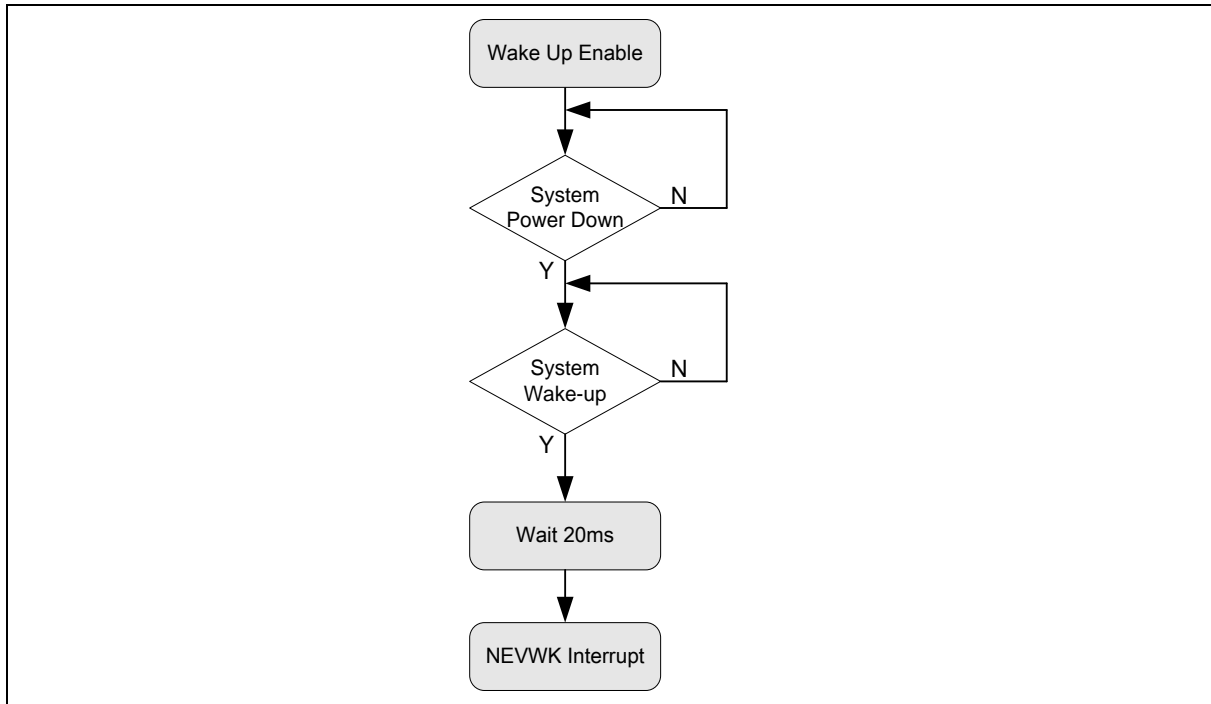 Wake Up Enable
System
Power Down
N
Y
System
Wake-up
N
Y
Wait 20ms
NEVWK Interrupt